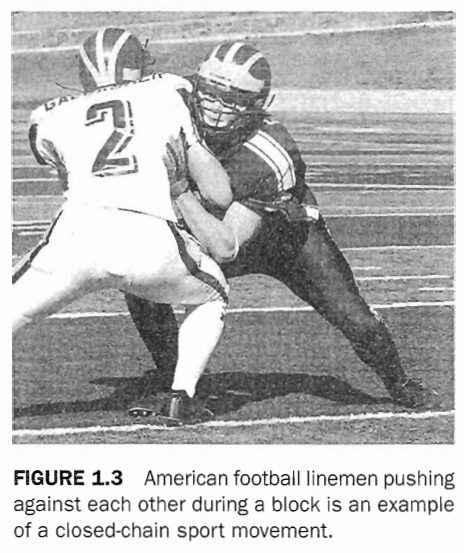 2
FIGURE 1.3 American football linemen pushing
against each other during a block is an example
of a closed-chain sport movement.